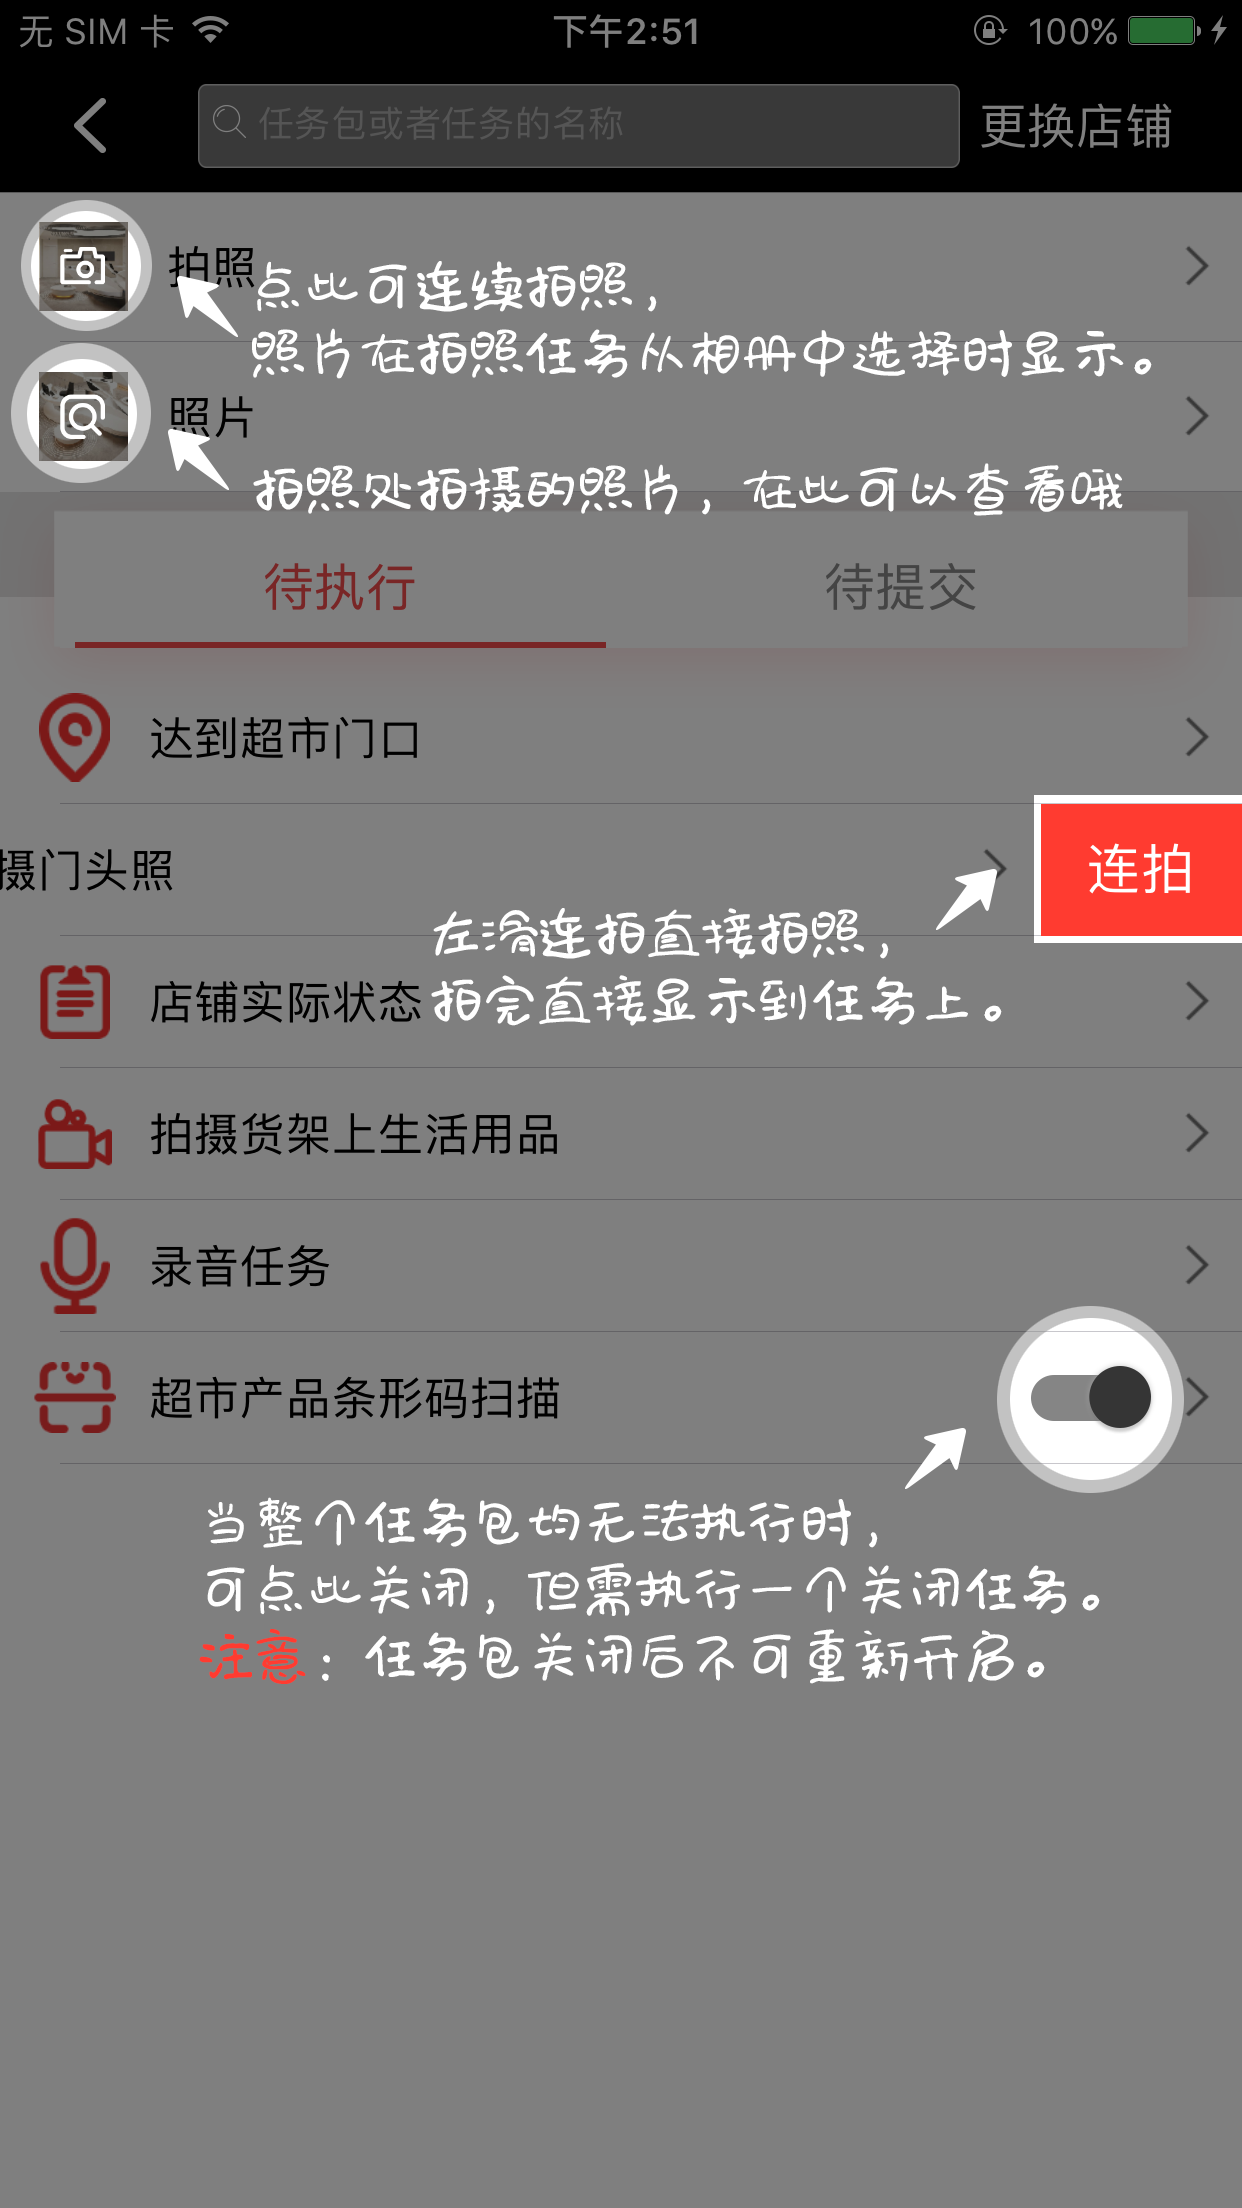 无 SIM 卡
下午2:51
100%
任务包或者任务的名称
更换店铺
拍照
点此可连续拍照，
照片在拍照任务从相册中选择时显示。
照片
拍照处拍摄的照片，在此可以查看哦
待执行
待提交
达到超市门口
摄门头照
连拍
左滑连拍直接拍照，
店铺实际状态
拍完直接显示到任务上。
拍摄货架上生活用品
录音任务
超市产品条形码扫描
当整个任务包均无法执行时，
可点此关闭，但需执行一个关闭任务。
注意：任务包关闭后不可重新开启。